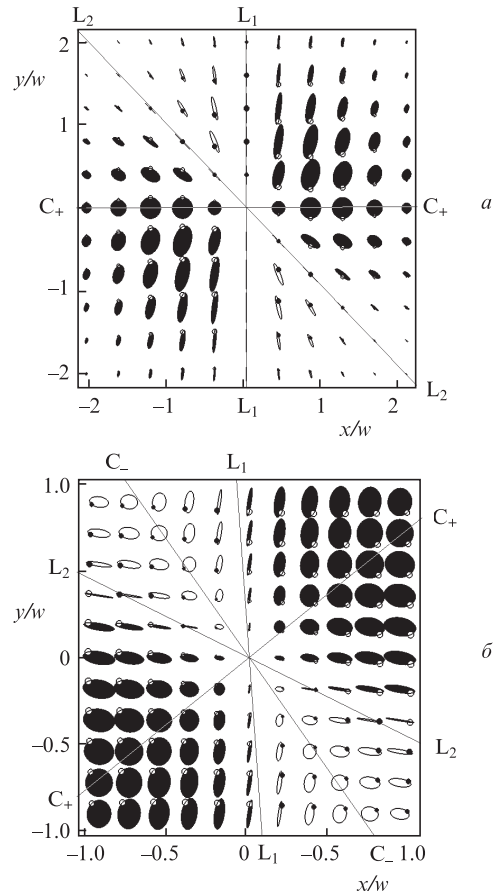 L₂ L₁
2
y/w
1
C₊ 0 C₊ а
−1
−2
−2 −1 L₁ 1 2 L₂
x/w
C₋ L₁
1.0
C₊
0.5
L₂
y/w
0 б
−0.5
L₂
C₊
−1.0
−1.0 −0.5 0 L₁ −0.5 C₋ 1.0
x/w